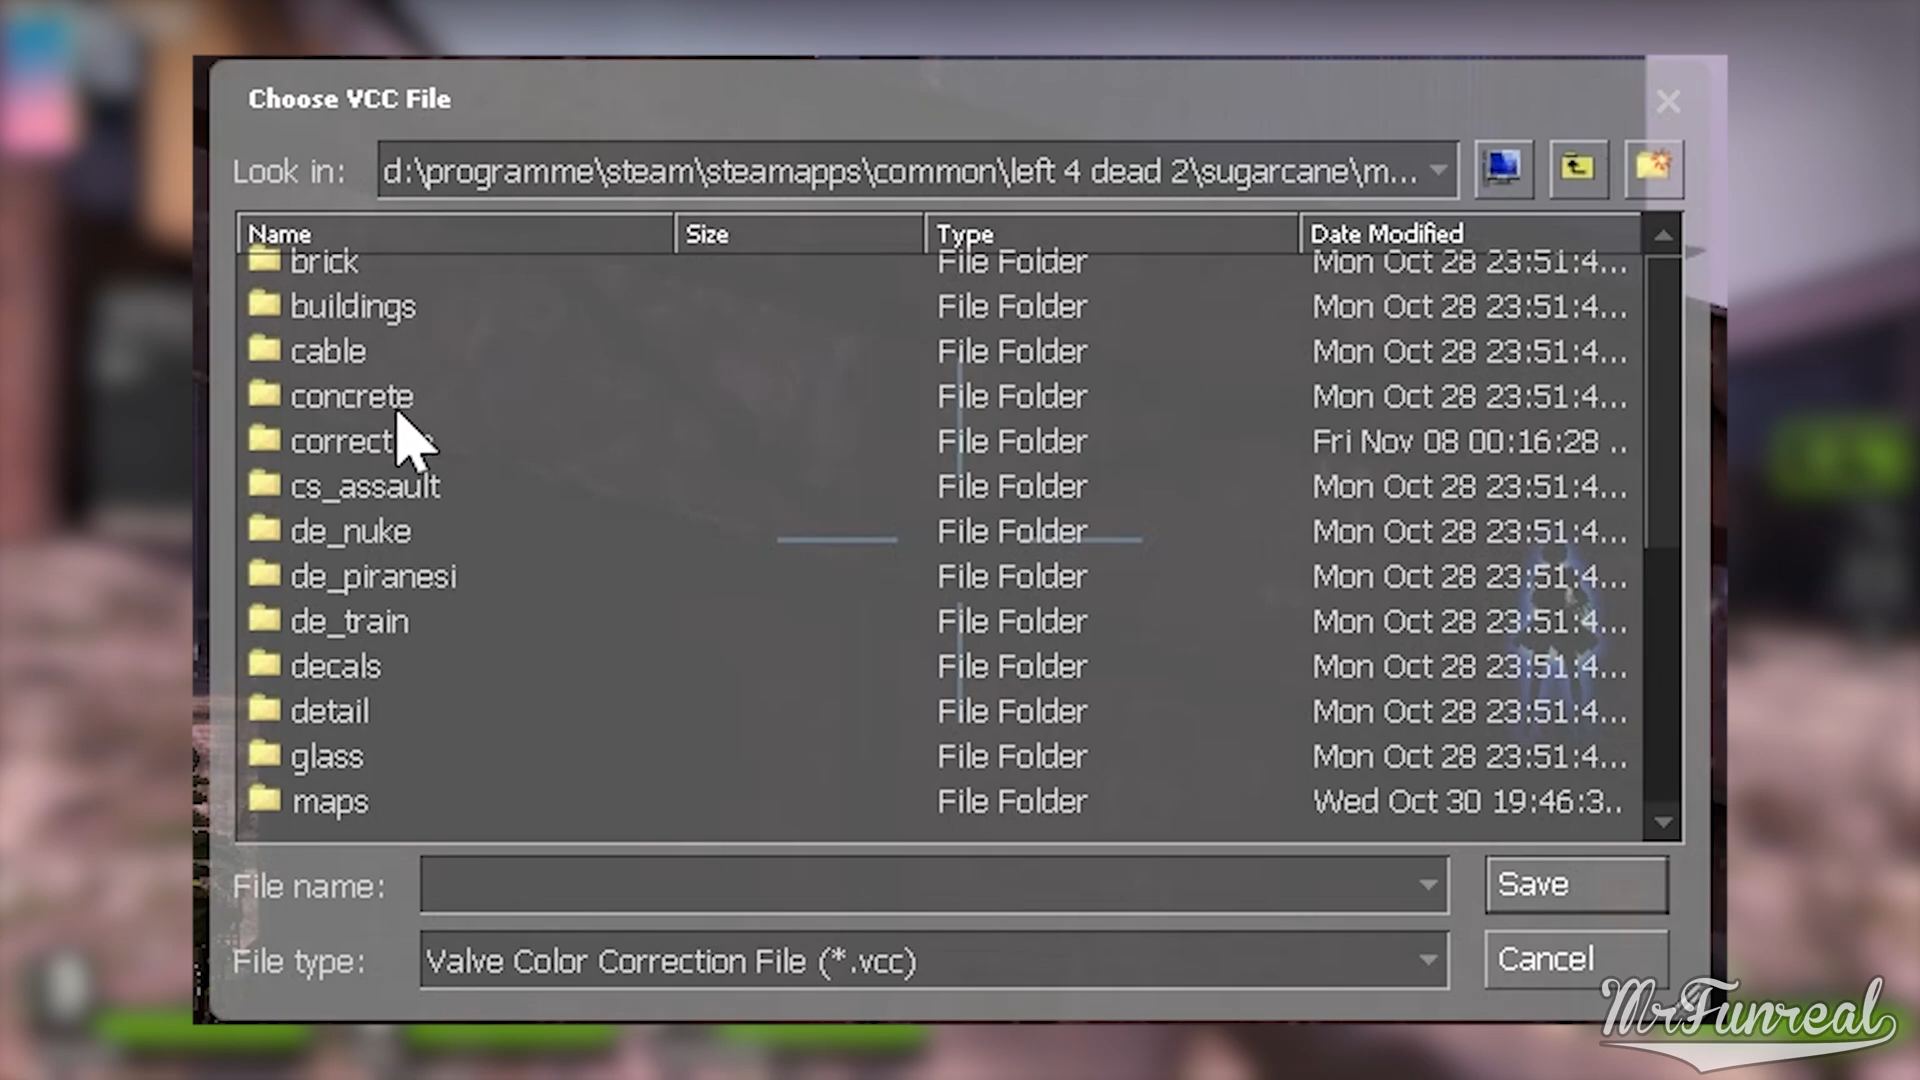 Choose VCC File
Look in: d:\programme\steam\steamapps\common\left 4 dead 2\sugarcane\m...
Name Size Type Date Modified
brick File Folder Mon Oct 28 23:51:4...
buildings File Folder Mon Oct 28 23:51:4...
cable File Folder Mon Oct 28 23:51:4...
concrete File Folder Mon Oct 28 23:51:4...
File Folder Fri Nov 08 00:16:28 ..
cs_assault File Folder Mon Oct 28 23:51:4...
de_nuke File Folder Mon Oct 28 23:51:4...
de_piranesi File Folder Mon Oct 28 23:51:4...
de_train File Folder Mon Oct 28 23:51:4...
decals File Folder Mon Oct 28 23:51:4...
detail File Folder Mon Oct 28 23:51:4...
glass File Folder Mon Oct 28 23:51:4...
maps File Folder Wed Oct 30 19:46:3..
File name: Save
File type: Valve Color Correction File (*.vcc) Cancel
MrFunreal